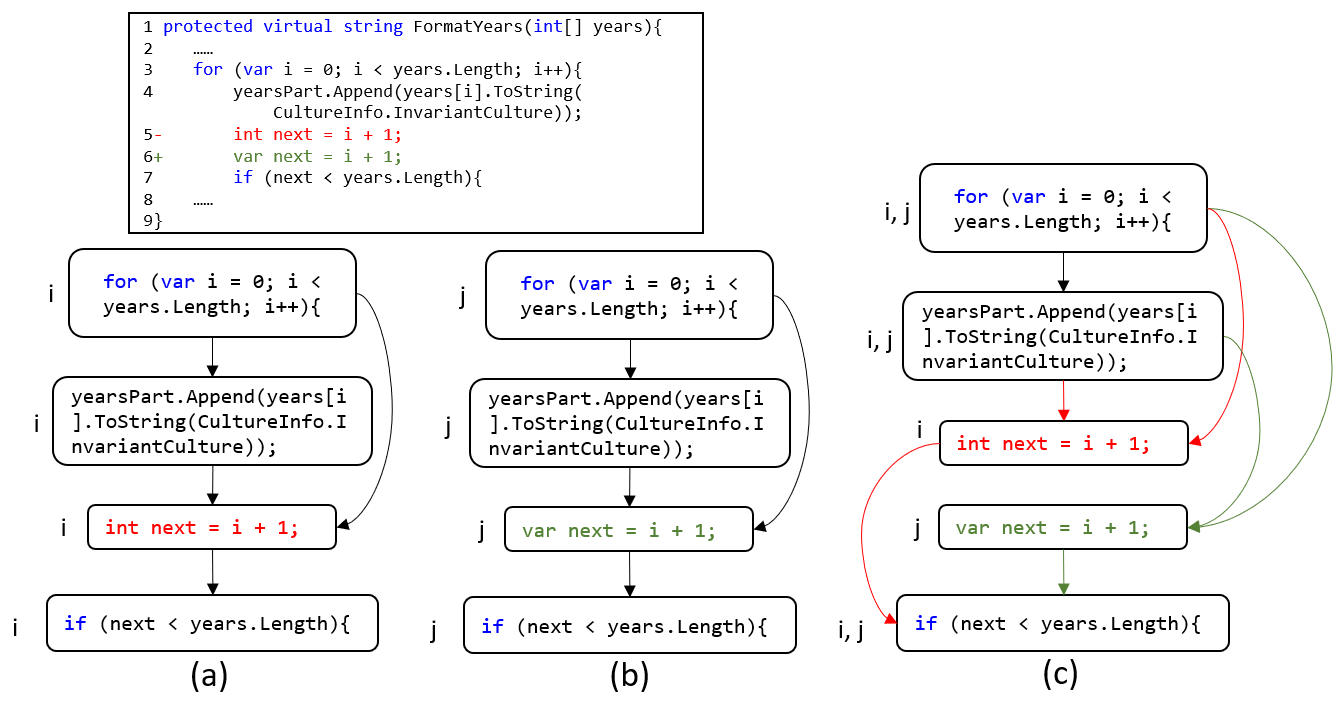 1 protected virtual string FormatYears(int[] years){
2 ……
3 for (var i = 0; i < years.Length; i++){
4 yearsPart.Append(years[i].ToString(
CultureInfo.InvariantCulture));
5- int next = i + 1;
6+ var next = i + 1;
7 if (next < years.Length){
8 ……
9}
i
for (var i = 0; i <
years.Length; i++){
i
yearsPart.Append(years[i
].ToString(CultureInfo.I
nvariantCulture));
i
int next = i + 1;
i
if (next < years.Length){
(a)
j
for (var i = 0; i <
years.Length; i++){
j
yearsPart.Append(years[i
].ToString(CultureInfo.I
nvariantCulture));
j
var next = i + 1;
j
if (next < years.Length){
(b)
i, j
for (var i = 0; i <
years.Length; i++){
i, j
yearsPart.Append(years[i
].ToString(CultureInfo.I
nvariantCulture));
i
int next = i + 1;
j
var next = i + 1;
i, j
if (next < years.Length){
(c)